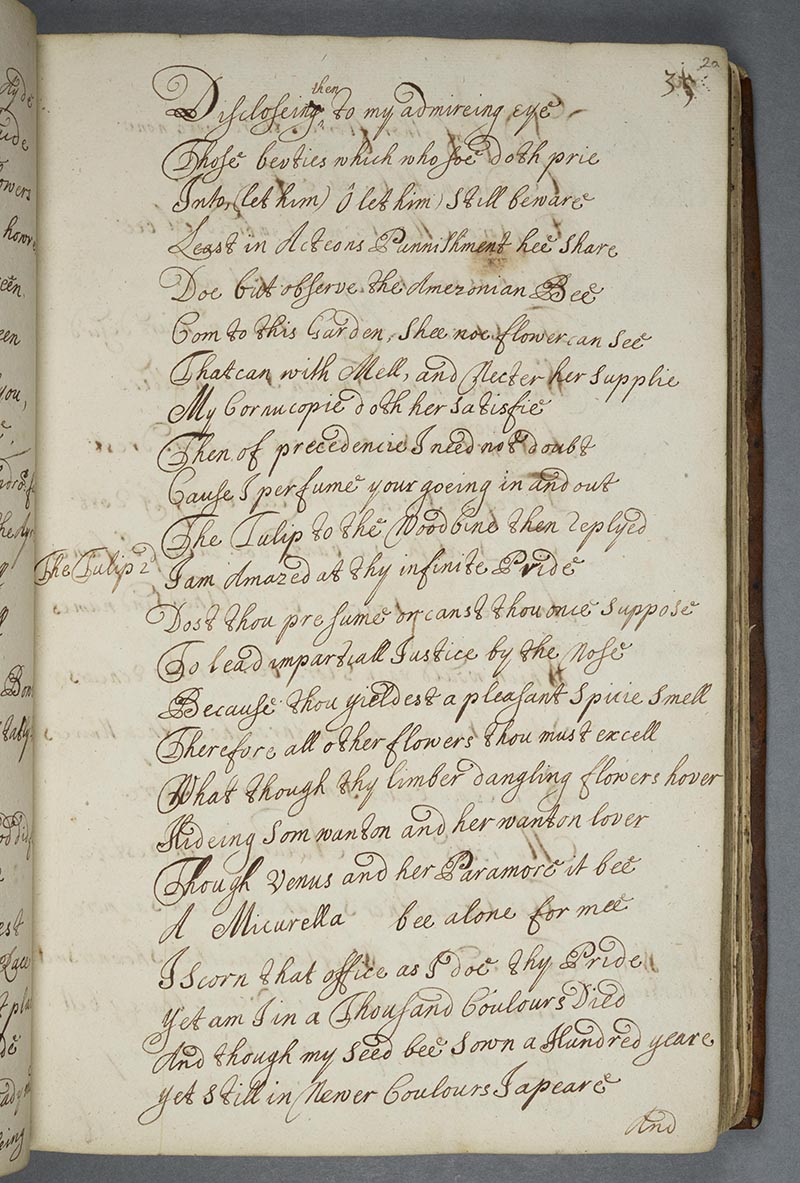 20
35
Discloseing then to my admireing eye
Those bevties which who soe doth prie
Into, (let him) ô let him) still beware
Least in Acteons Punnishment hee share
Doe but observe the Amezonian Bee
Com to this Garden, shee noe flower can see
That can with Mell, and Necter her supplie
My Cornucopie doth her satisfie
Then of precedencie I need not doubt
Cause I perfume your goeing in and out
The Tulip to the Woodbine then replyed
The Tulip 2 I am Amazed at thy infinite Pride
Dost thou presume or canst thou once suppose
To lead impartiall Justice by the Nose
Because thou yieldest a pleasant Spicie smell
Therefore all other flowers thou must excell
What though thy limber dangling flowers hover
Hideing som wanton and her wanton lover
Though Venus and her Paramore it bee
A Micurella bee alone for mee
I scorn that office as I doe thy Pride
Yet am I in a Thousand Coulours Died
And though my seed bee sown a Hundred yeare
Yet still in Newer Coulours I apeare
And